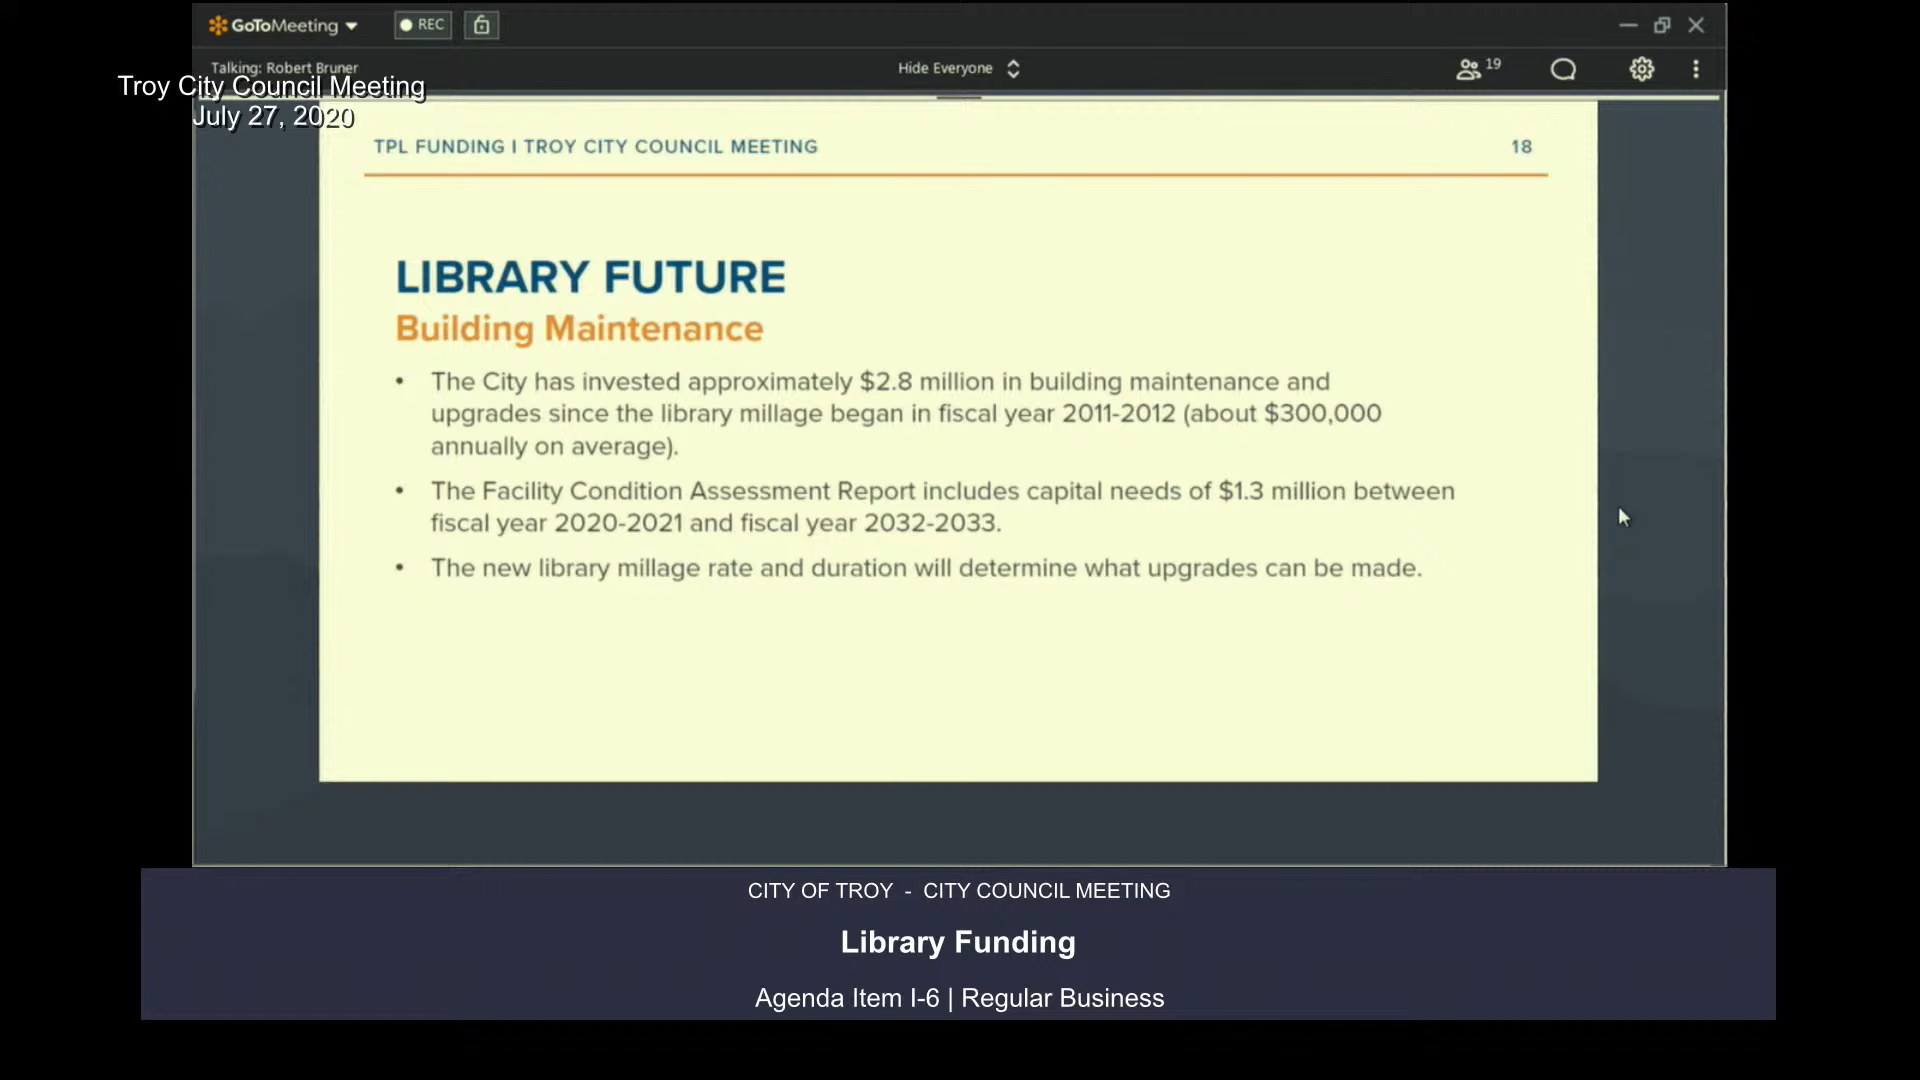 GoToMeeting
REC
Talking: Robert Bruner
Hide Everyone
19
Troy City Council Meeting
July 27, 2020
TPL FUNDING I TROY CITY COUNCIL MEETING
18
LIBRARY FUTURE
Building Maintenance
• The City has invested approximately $2.8 million in building maintenance and
upgrades since the library millage began in fiscal year 2011-2012 (about $300,000
annually on average).
• The Facility Condition Assessment Report includes capital needs of $1.3 million between
fiscal year 2020-2021 and fiscal year 2032-2033.
• The new library millage rate and duration will determine what upgrades can be made.
CITY OF TROY - CITY COUNCIL MEETING
Library Funding
Agenda Item I-6 | Regular Business